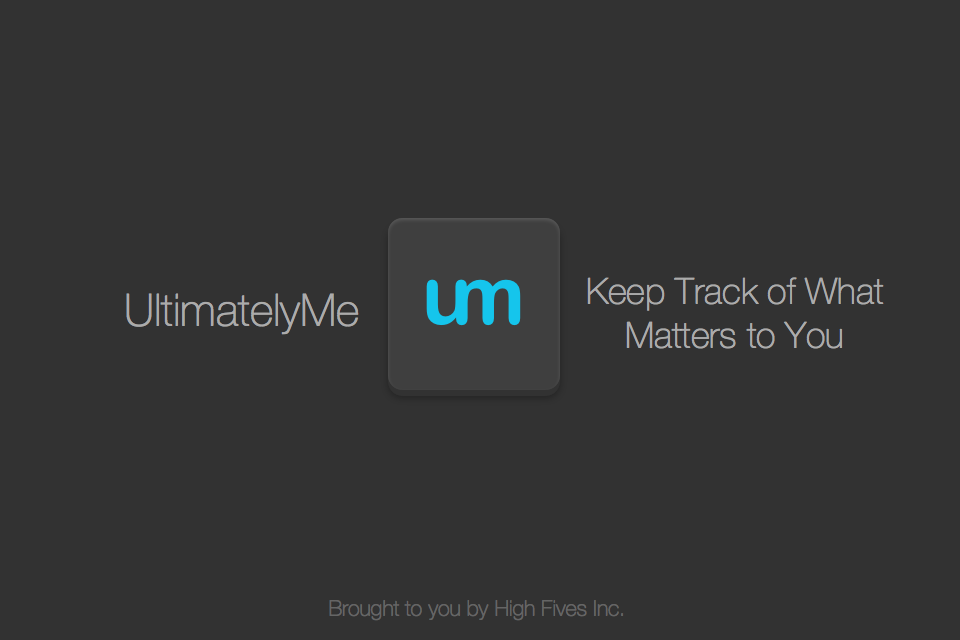 UltimatelyMe
um
Keep Track of What
Matters to You
Brought to you by High Fives Inc.